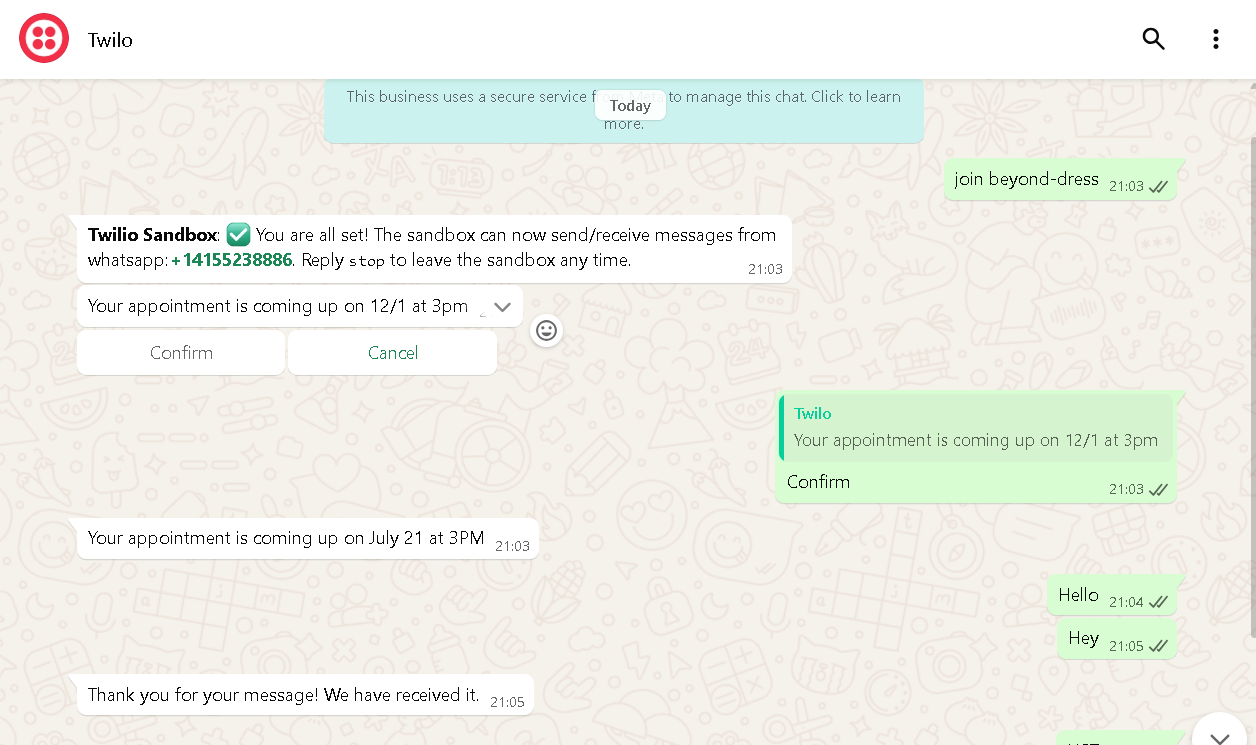 Twilo
This business uses a secure service f to manage this chat. Click to learn
Today
more.
join beyond-dress 21:03
Twilio Sandbox: ✅ You are all set! The sandbox can now send/receive messages from
whatsapp:+14155238886. Reply stop to leave the sandbox any time. 21:03
Your appointment is coming up on 12/1 at 3pm
Confirm Cancel
Twilo
Your appointment is coming up on 12/1 at 3pm
Confirm 21:03
Your appointment is coming up on July 21 at 3PM 21:03
Hello 21:04
Hey 21:05
Thank you for your message! We have received it. 21:05